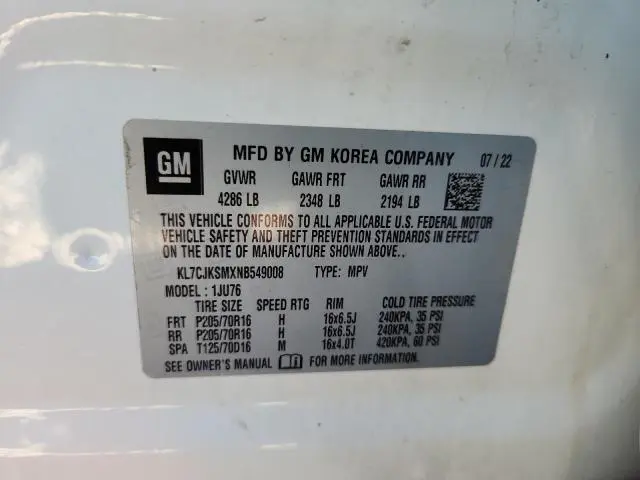 GM MFD BY GM KOREA COMPANY 07 / 22
GVWR GAWR FRT GAWR RR
4286 LB 2348 LB 2194 LB
THIS VEHICLE CONFORMS TO ALL APPLICABLE U.S. FEDERAL MOTOR
VEHICLE SAFETY AND THEFT PREVENTION STANDARDS IN EFFECT
ON THE DATE OF MANUFACTURE SHOWN ABOVE.
KL7CJKSMXNB549008 TYPE: MPV
MODEL : 1JU76
TIRE SIZE SPEED RTG RIM COLD TIRE PRESSURE
FRT P205/70R16 H 16x6.5J 240KPA, 35 PSI
RR P205/70R16 H 16x6.5J 240KPA, 35 PSI
SPA T125/70D16 M 16x4.0T 420KPA, 60 PSI
SEE OWNER'S MANUAL FOR MORE INFORMATION.